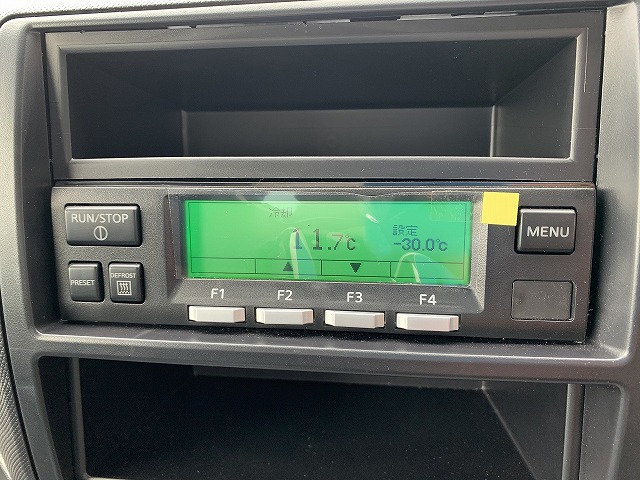 RUN/STOP
冷却
11.7℃
設定
-30.0℃
▲ ▼
MENU
PRESET
DEFROST
F1 F2 F3 F4